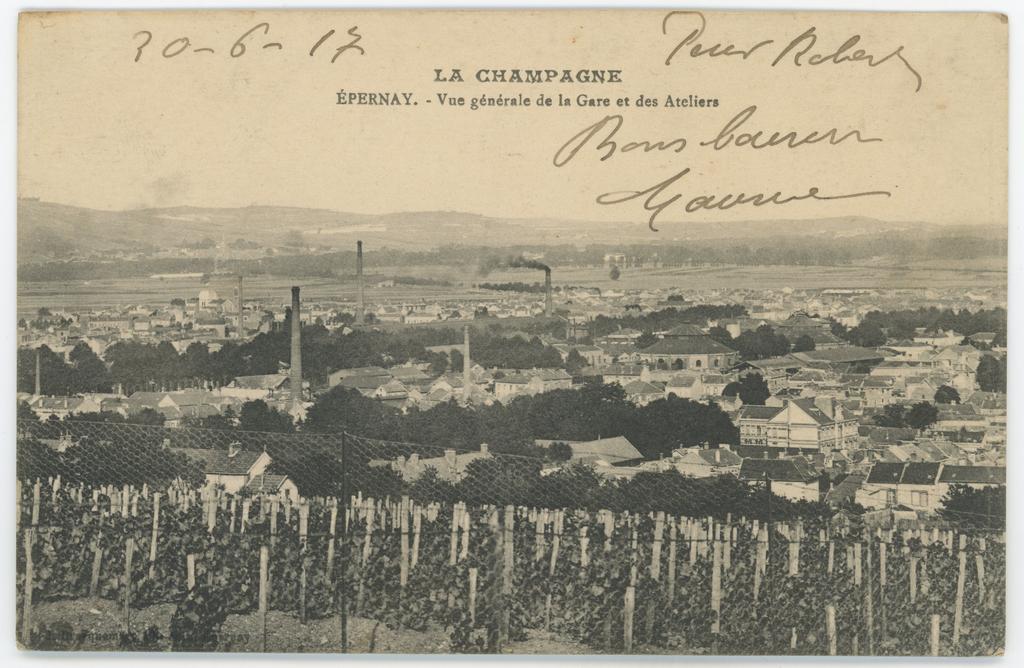 30-6-17
Pour Robert
LA CHAMPAGNE
ÉPERNAY. - Vue générale de la Gare et des Ateliers
Bons baisers
Maurice